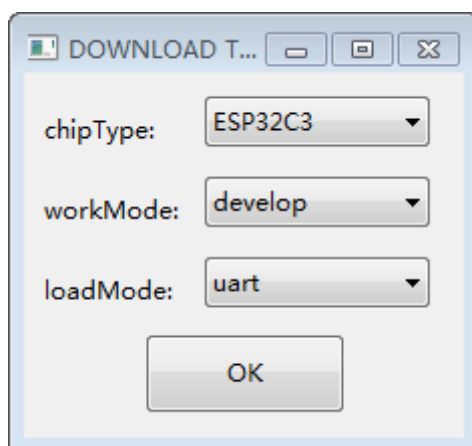 DOWNLOAD T...
chipType: ESP32C3
workMode: develop
loadMode: uart
OK